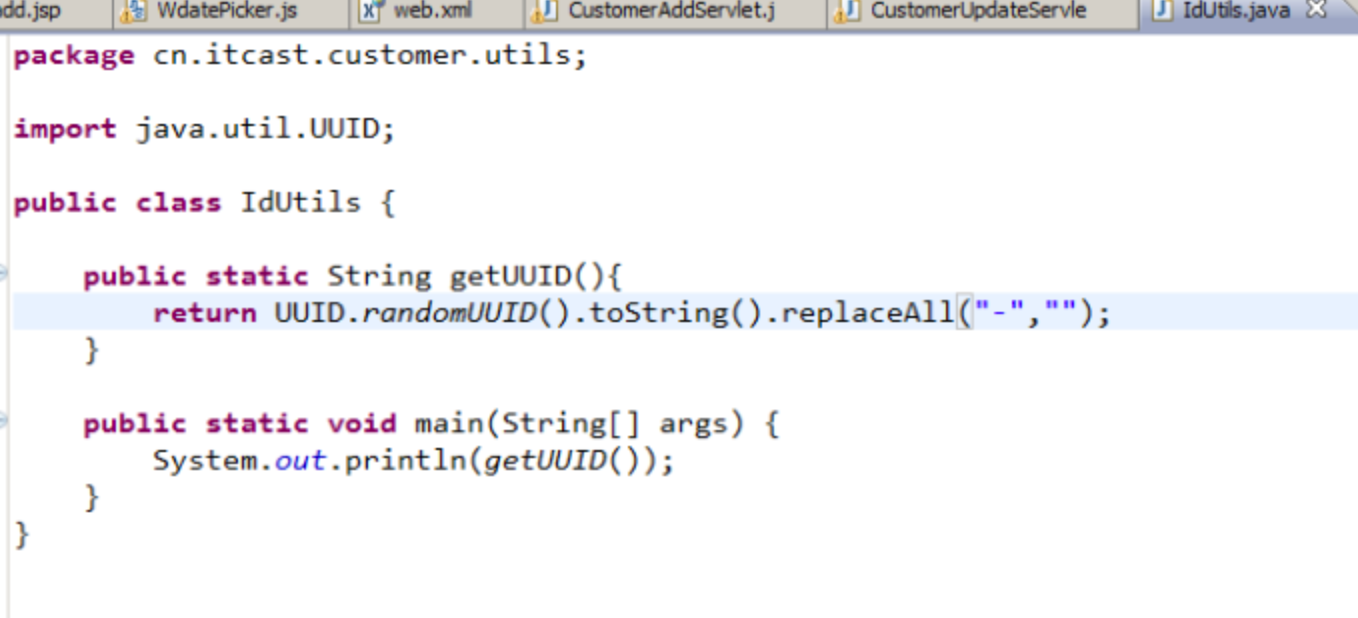 add.jsp WdatePicker.js web.xml CustomerAddServlet.j CustomerUpdateServle IdUtils.java
package cn.itcast.customer.utils;
import java.util.UUID;
public class IdUtils {
public static String getUUID(){
return UUID.randomUUID().toString().replaceAll("-","");
}
public static void main(String[] args) {
System.out.println(getUUID());
}
}